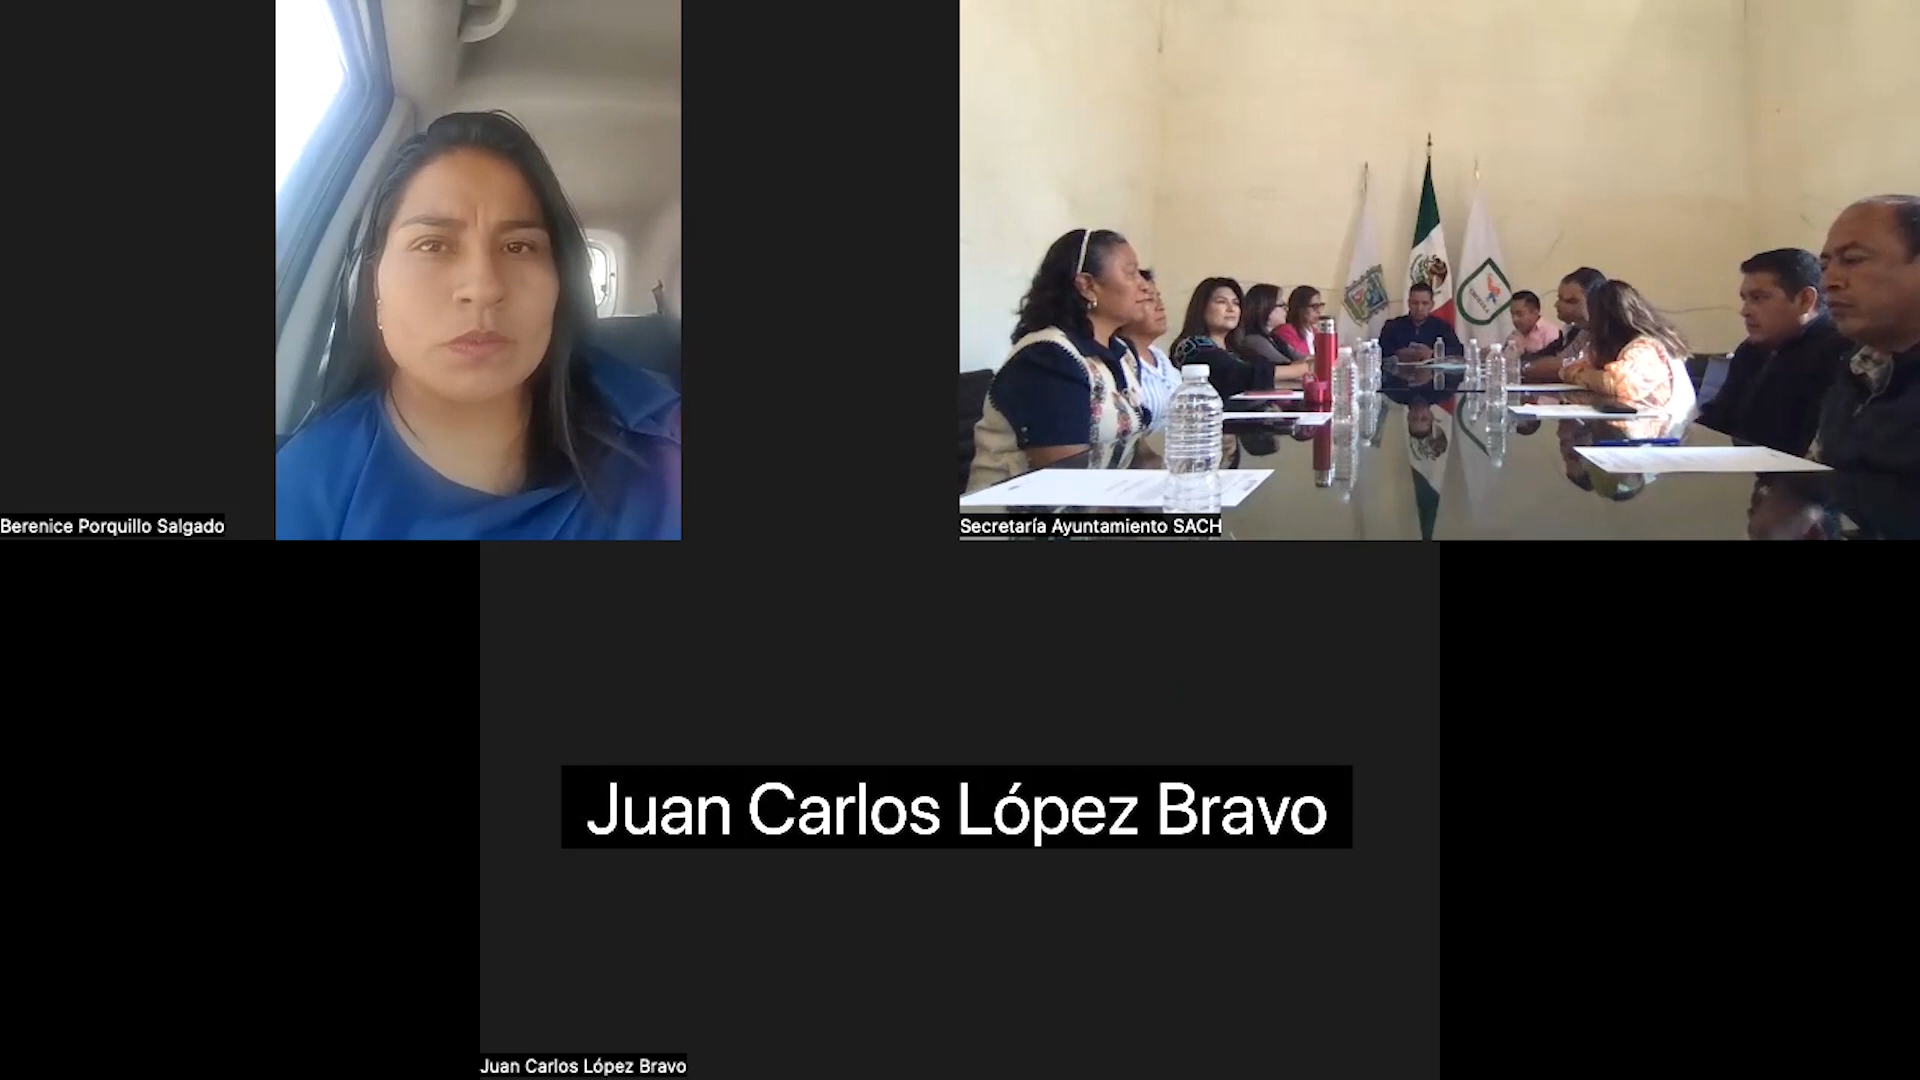 Berenice Porquillo Salgado
Secretaría Ayuntamiento SACH
Juan Carlos López Bravo
Juan Carlos López Bravo